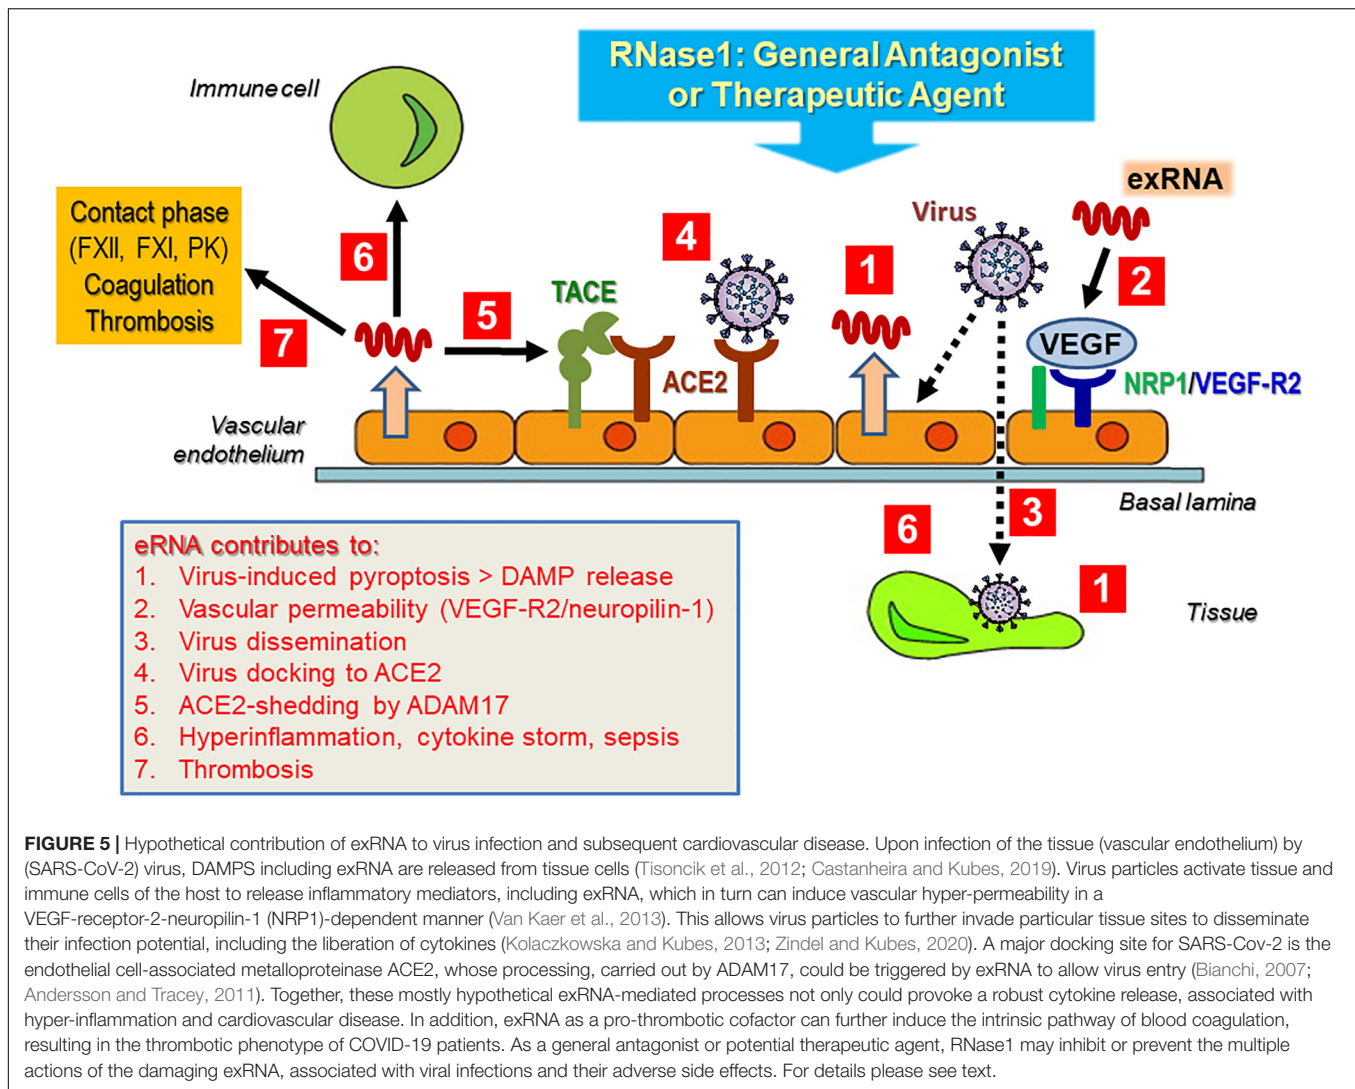 RNase1: General Antagonist
or Therapeutic Agent
Immune cell
exRNA
Contact phase
(FXII, FXI, PK)
Coagulation
Thrombosis
6
4
Virus
1
2
TACE
5
7
VEGF
ACE2
NRP1/VEGF-R2
Vascular
endothelium
Basal lamina
3
6
1
Tissue
eRNA contributes to:
1. Virus-induced pyroptosis > DAMP release
2. Vascular permeability (VEGF-R2/neuropilin-1)
3. Virus dissemination
4. Virus docking to ACE2
5. ACE2-shedding by ADAM17
6. Hyperinflammation, cytokine storm, sepsis
7. Thrombosis
FIGURE 5 | Hypothetical contribution of exRNA to virus infection and subsequent cardiovascular disease. Upon infection of the tissue (vascular endothelium) by
(SARS-CoV-2) virus, DAMPS including exRNA are released from tissue cells (Tisoncik et al., 2012; Castanheira and Kubes, 2019). Virus particles activate tissue and
immune cells of the host to release inflammatory mediators, including exRNA, which in turn can induce vascular hyper-permeability in a
VEGF-receptor-2-neuropilin-1 (NRP1)-dependent manner (Van Kaer et al., 2013). This allows virus particles to further invade particular tissue sites to disseminate
their infection potential, including the liberation of cytokines (Kolaczkowska and Kubes, 2013; Zindel and Kubes, 2020). A major docking site for SARS-Cov-2 is the
endothelial cell-associated metalloproteinase ACE2, whose processing, carried out by ADAM17, could be triggered by exRNA to allow virus entry (Bianchi, 2007;
Andersson and Tracey, 2011). Together, these mostly hypothetical exRNA-mediated processes not only could provoke a robust cytokine release, associated with
hyper-inflammation and cardiovascular disease. In addition, exRNA as a pro-thrombotic cofactor can further induce the intrinsic pathway of blood coagulation,
resulting in the thrombotic phenotype of COVID-19 patients. As a general antagonist or potential therapeutic agent, RNase1 may inhibit or prevent the multiple
actions of the damaging exRNA, associated with viral infections and their adverse side effects. For details please see text.